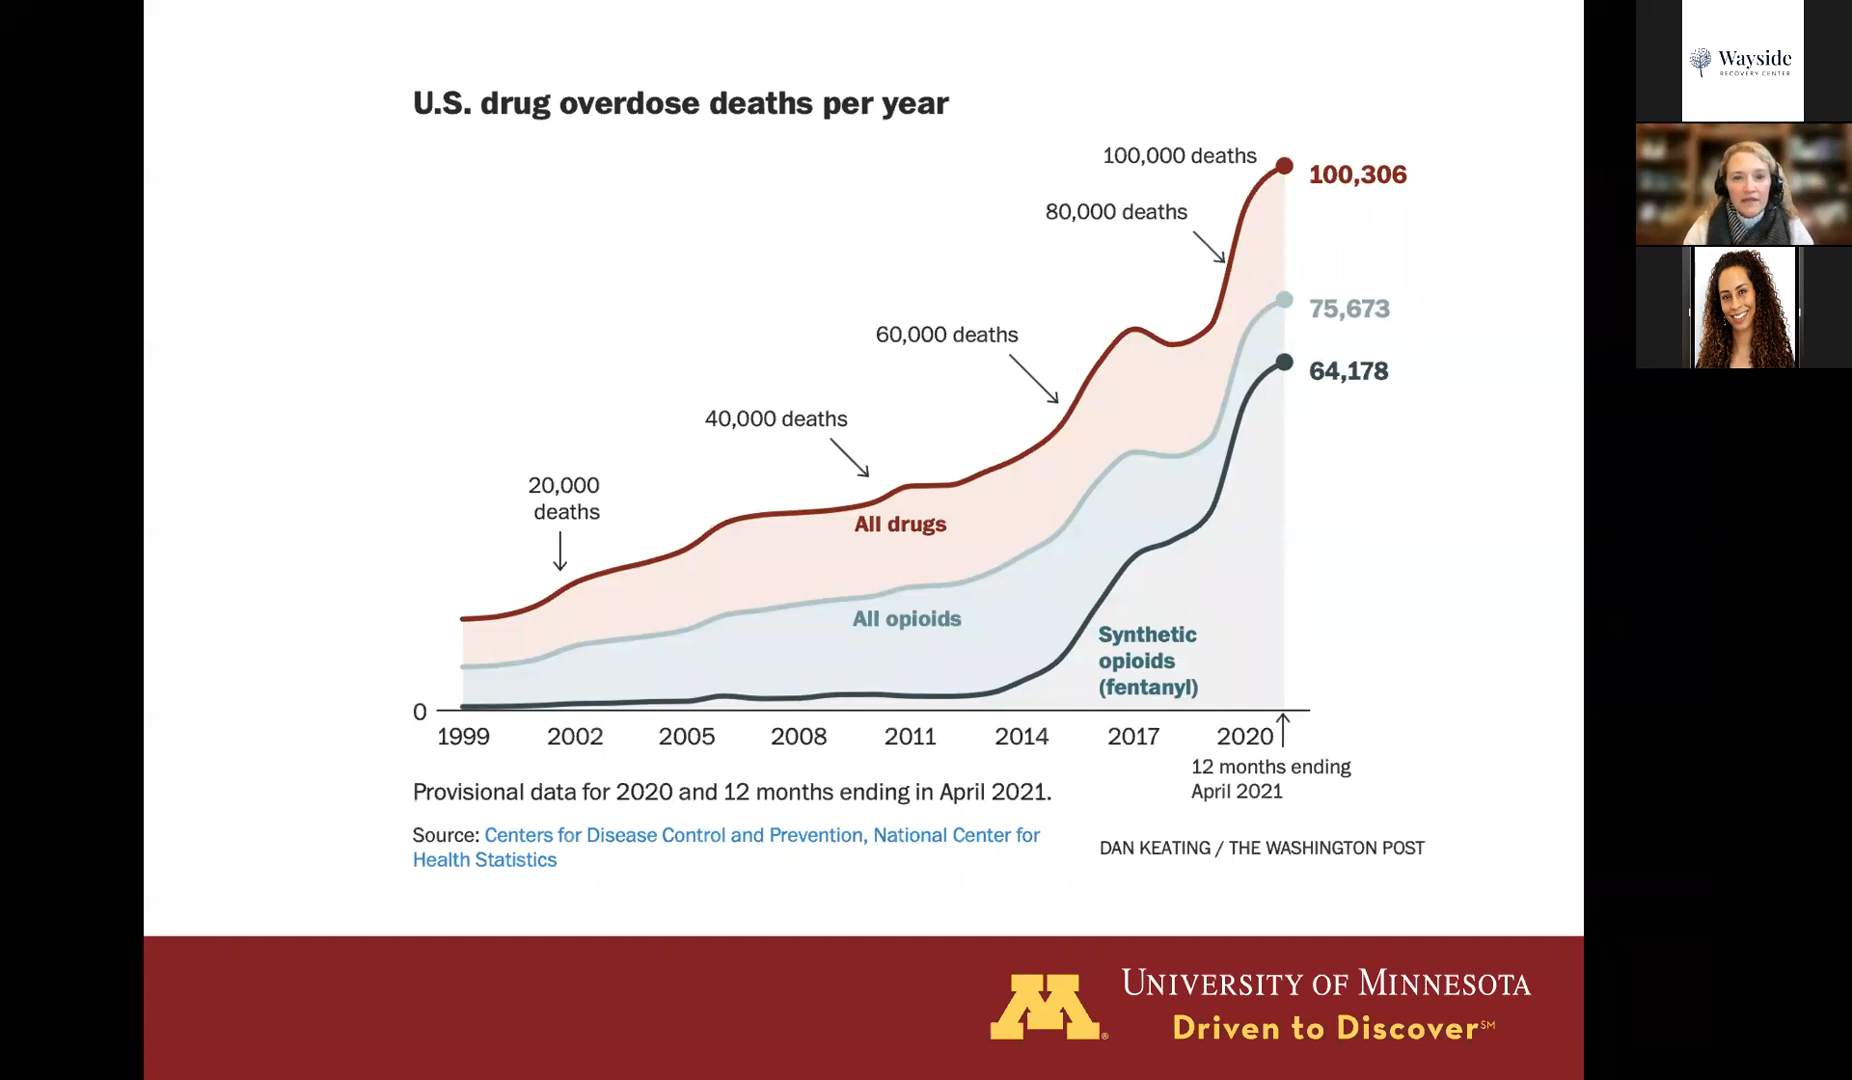 U.S. drug overdose deaths per year
100,000 deaths
100,306
80,000 deaths
75,673
60,000 deaths
64,178
40,000 deaths
20,000
deaths
All drugs
All opioids
Synthetic
opioids
(fentanyl)
0
1999 2002 2005 2008 2011 2014 2017 2020
12 months ending
April 2021
Provisional data for 2020 and 12 months ending in April 2021.
Source: Centers for Disease Control and Prevention, National Center for
Health Statistics
DAN KEATING / THE WASHINGTON POST
M®
UNIVERSITY OF MINNESOTA
Driven to Discover℠
Wayside
RECOVERY CENTER